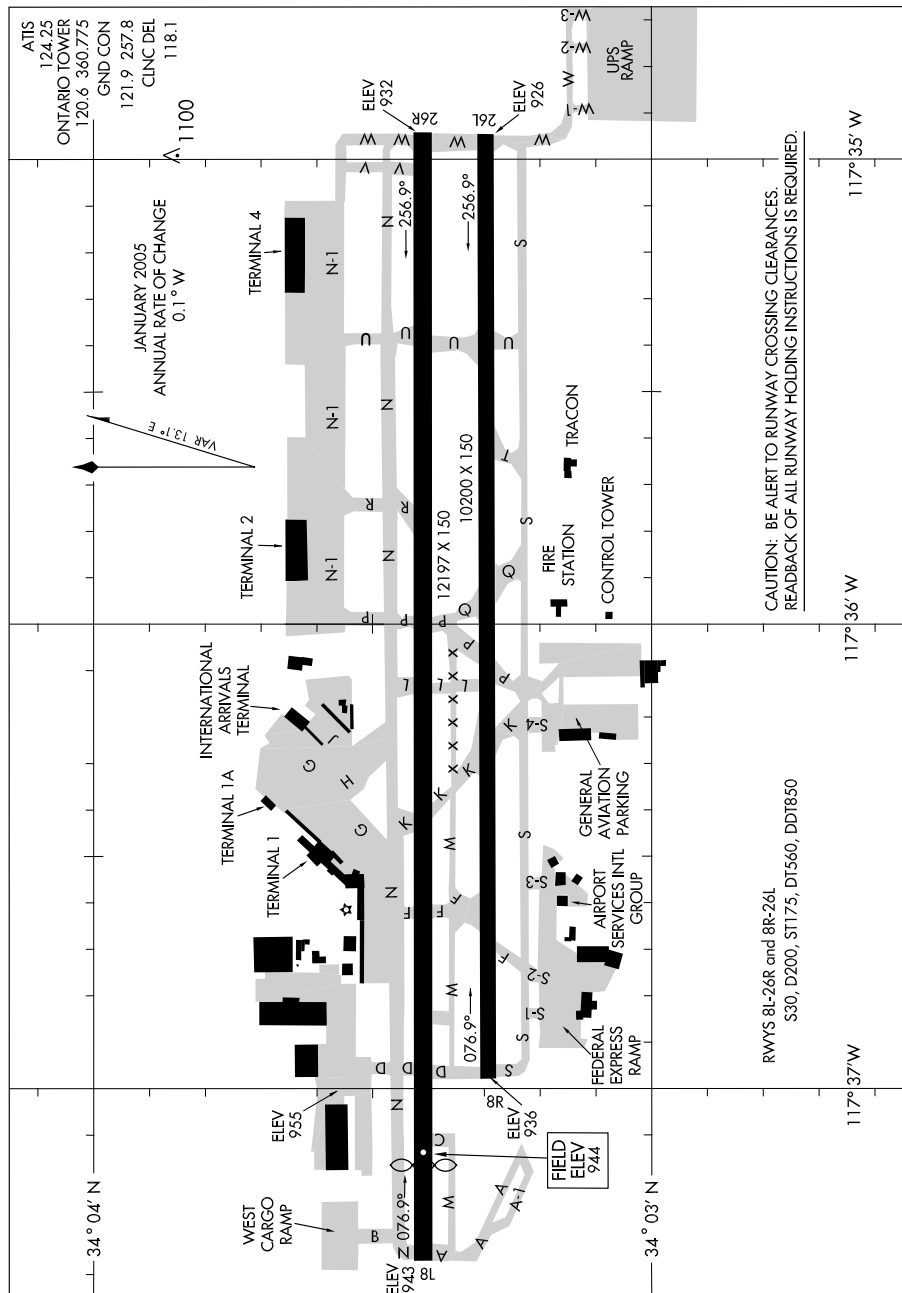 ATIS
124.25
ONTARIO TOWER
120.6 360.775
GND CON
121.9 257.8
CLNC DEL
118.1
1100
JANUARY 2005
ANNUAL RATE OF CHANGE
0.1° W
VAR 13.1° E
34° 04' N
34° 03' N
117° 35' W
117° 36' W
117° 37'W
TERMINAL 4
TERMINAL 2
INTERNATIONAL
ARRIVALS
TERMINAL
TERMINAL 1A
TERMINAL 1
ELEV
955
WEST
CARGO
RAMP
N-1
N-1
N-1
J
G
H
G
B
V
V
W
W
W
W
U
U
U
U
R
R
P
P
P
P
P
L
L
L
K
K
K
K
F
F
F
F
D
D
D
C
N
N
N
N
N
N
W
W
W
A
A
A
A-1
Q
Q
T
S
S
S
S
S
S-1
S-2
S-3
S-4
x x x x x x
ELEV
932
26R
256.9°
12197 X 150
076.9°
8L
ELEV
943
ELEV
926
26L
256.9°
10200 X 150
076.9°
8R
ELEV
936
FIELD
ELEV
944
W-1
W
W-2
W-3
UPS
RAMP
TRACON
FIRE
STATION
CONTROL TOWER
GENERAL
AVIATION
PARKING
AIRPORT
SERVICES INTL
GROUP
FEDERAL
EXPRESS
RAMP
CAUTION: BE ALERT TO RUNWAY CROSSING CLEARANCES.
READBACK OF ALL RUNWAY HOLDING INSTRUCTIONS IS REQUIRED.
RWYS 8L-26R and 8R-26L
S30, D200, ST175, DT560, DDT850